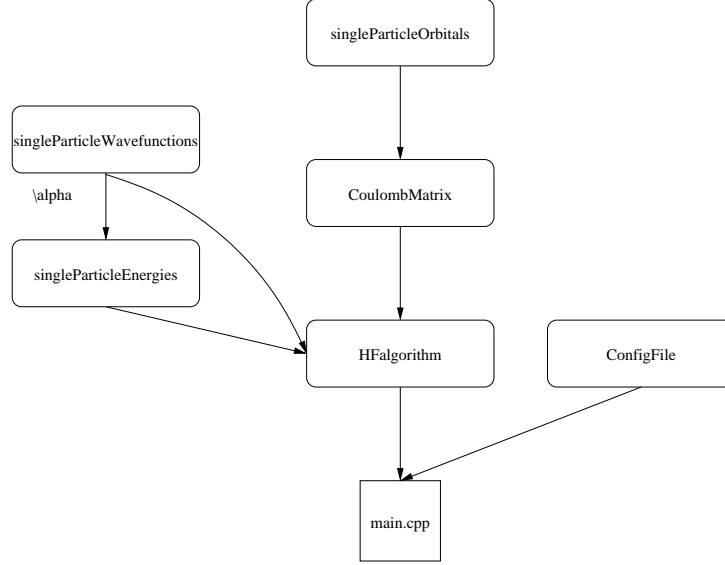 singleParticleOrbitals
singleParticleWavefunctions
\alpha
CoulombMatrix
singleParticleEnergies
HFalgorithm
ConfigFile
main.cpp